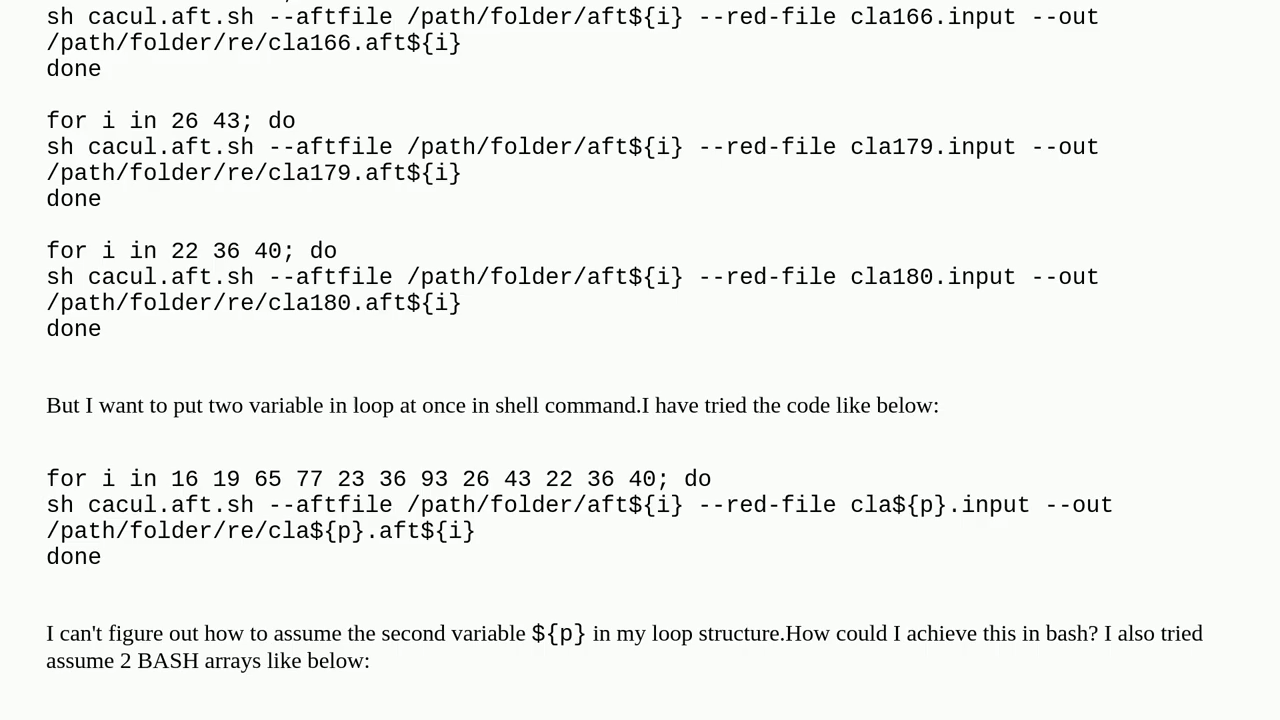 sh cacul.aft.sh --aftfile /path/folder/aft${i} --red-file cla166.input --out
/path/folder/re/cla166.aft${i}
done
for i in 26 43; do
sh cacul.aft.sh --aftfile /path/folder/aft${i} --red-file cla179.input --out
/path/folder/re/cla179.aft${i}
done
for i in 22 36 40; do
sh cacul.aft.sh --aftfile /path/folder/aft${i} --red-file cla180.input --out
/path/folder/re/cla180.aft${i}
done
But I want to put two variable in loop at once in shell command.I have tried the code like below:
for i in 16 19 65 77 23 36 93 26 43 22 36 40; do
sh cacul.aft.sh --aftfile /path/folder/aft${i} --red-file cla${p}.input --out
/path/folder/re/cla${p}.aft${i}
done
I can't figure out how to assume the second variable ${p} in my loop structure.How could I achieve this in bash? I also tried
assume 2 BASH arrays like below: